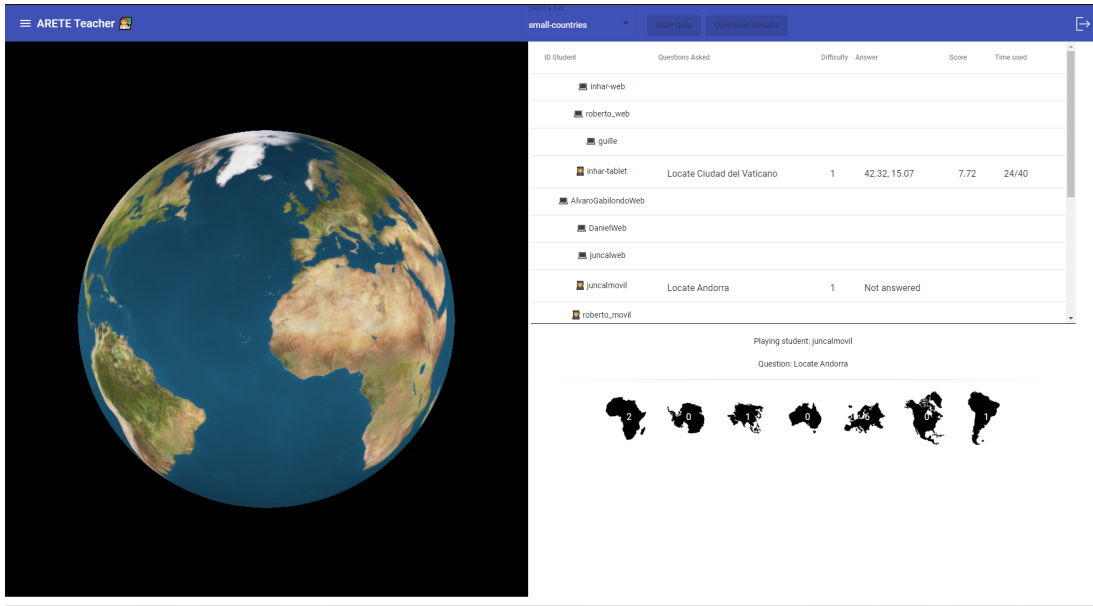 ARETE Teacher
Select a quiz
small-countries
Start Quiz Download Results
ID Student Questions Asked Difficulty Answer Score Time used
inhar-web
roberto_web
guille
inhar-tablet Locate Ciudad del Vaticano 1 42.32, 15.07 7.72 24/40
AlvaroGabilondoWeb
DanielWeb
juncalweb
juncalmovil Locate Andorra 1 Not answered
roberto_movil
Playing student: juncalmovil
Question: Locate Andorra
2 0 1 0 16 0 1